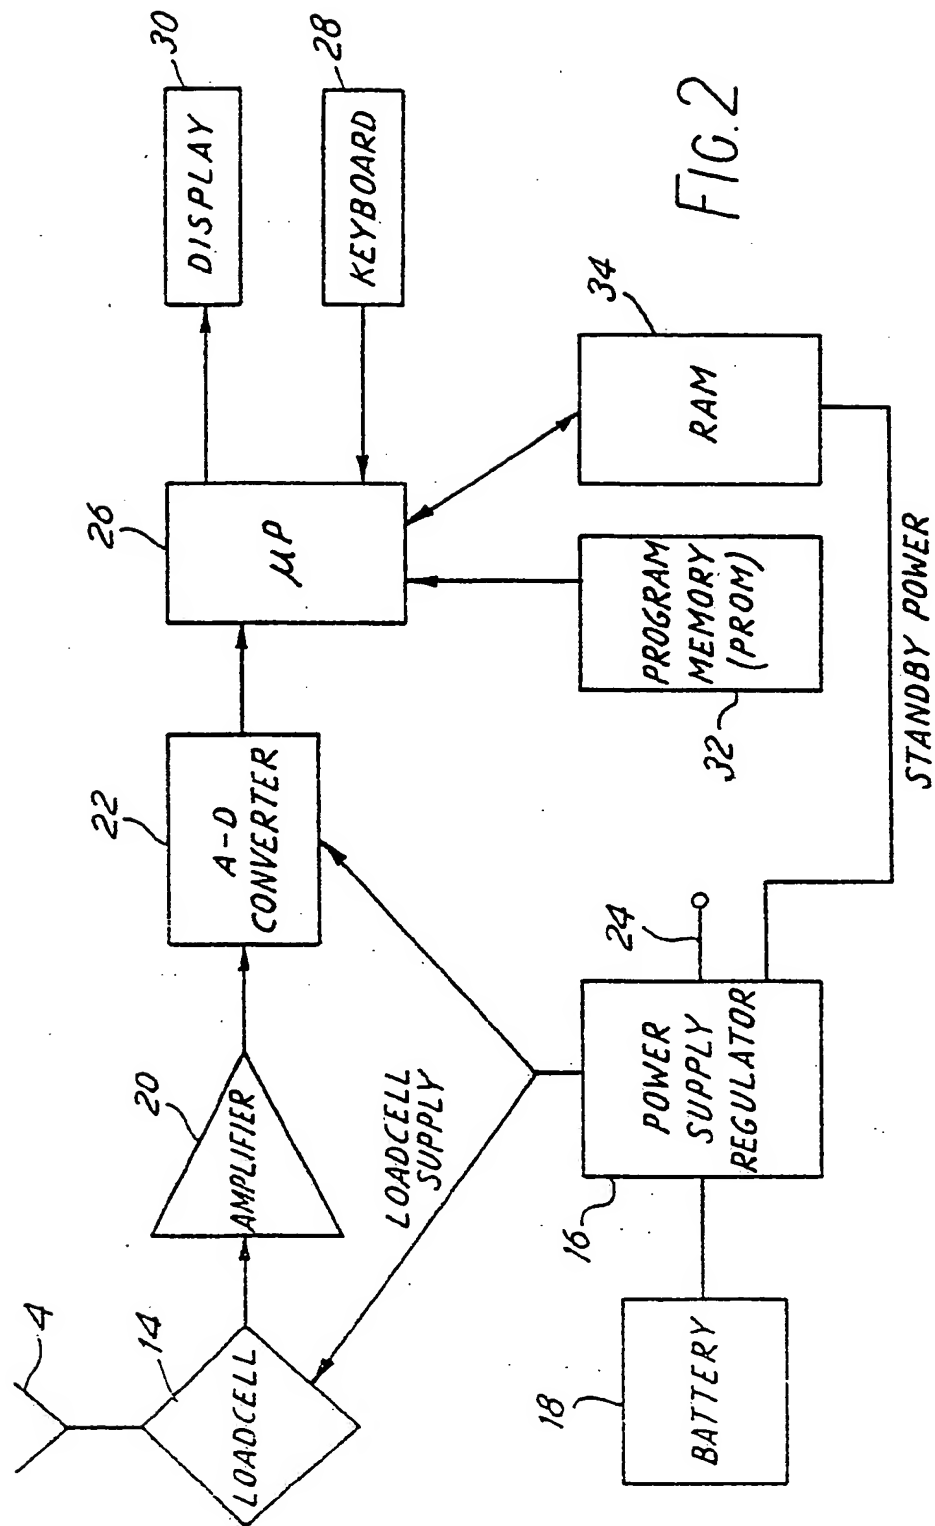 4
14
LOADCELL
20
AMPLIFIER
22
A-D
CONVERTER
26
μP
30
DISPLAY
28
KEYBOARD
LOADCELL
SUPPLY
18
BATTERY
16
POWER
SUPPLY
REGULATOR
24
32
PROGRAM
MEMORY
(PROM)
34
RAM
STANDBY POWER
FIG.2